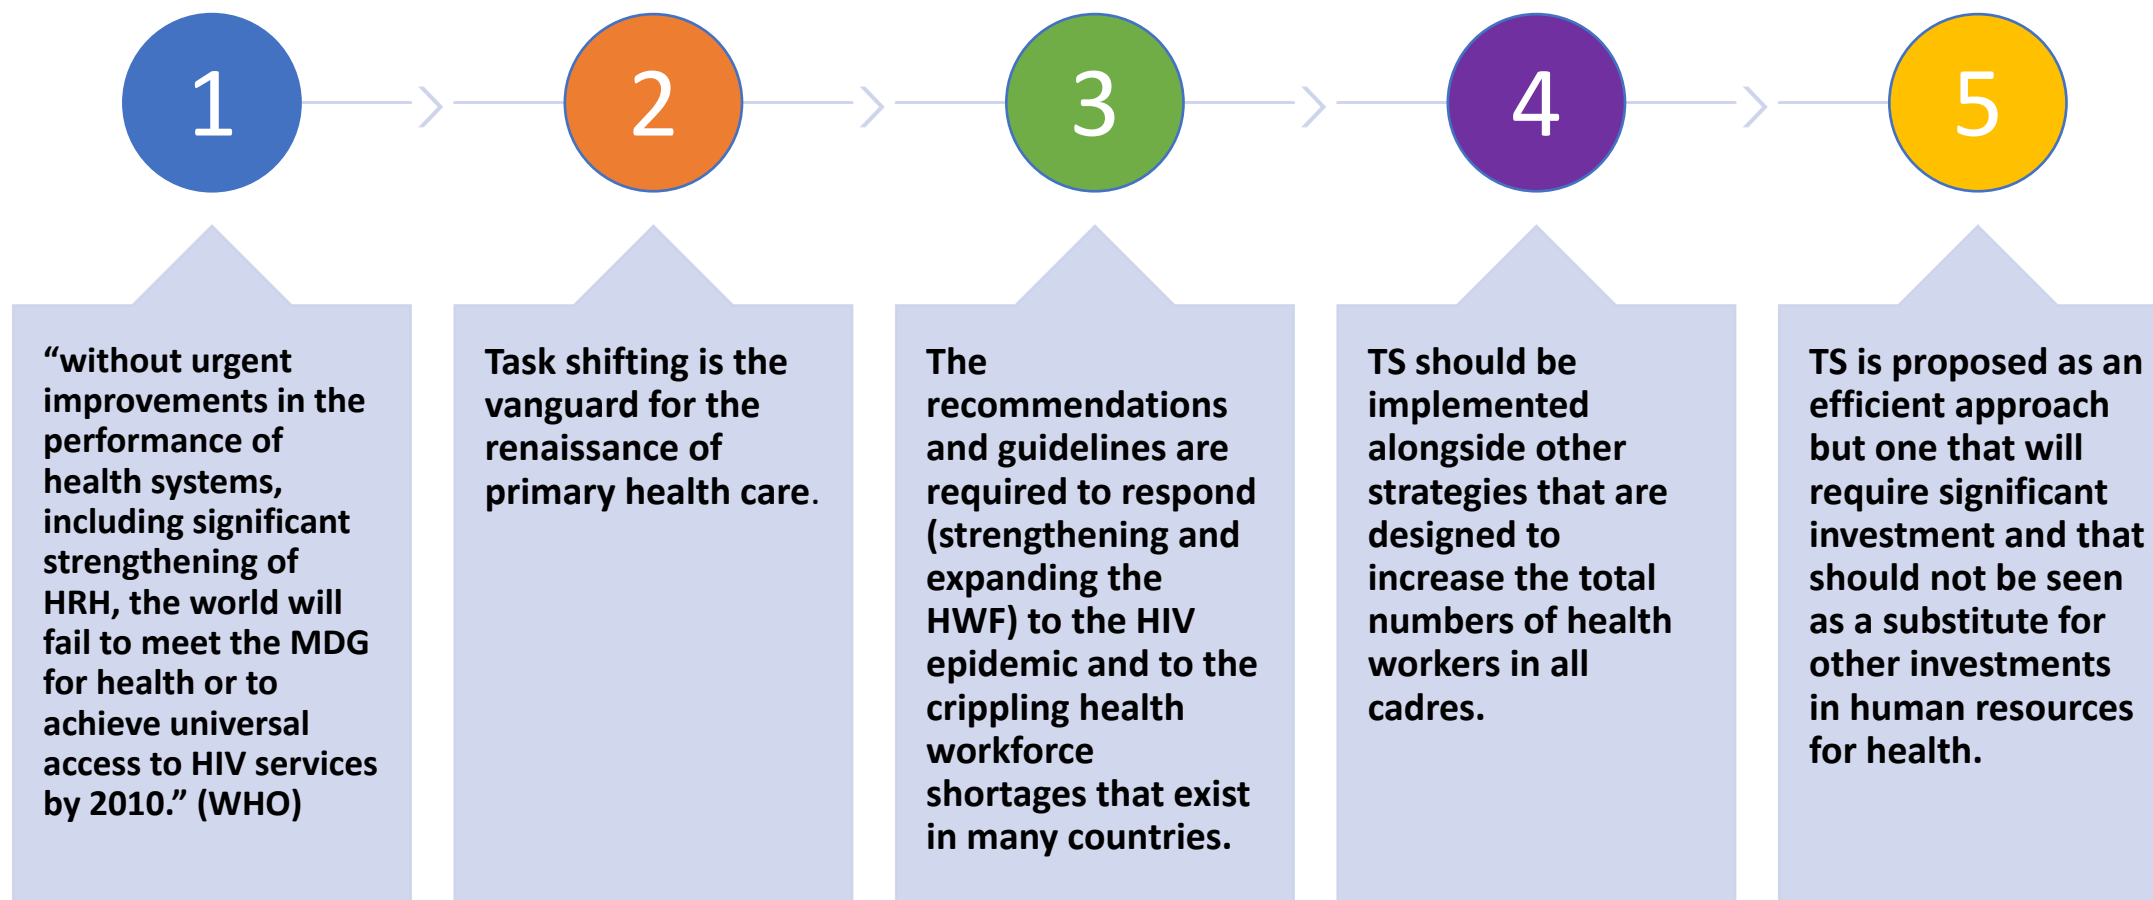 1
2
3
4
5
“without urgent
improvements in the
performance of
health systems,
including significant
strengthening of
HRH, the world will
fail to meet the MDG
for health or to
achieve universal
access to HIV services
by 2010.” (WHO)
Task shifting is the
vanguard for the
renaissance of
primary health care.
The
recommendations
and guidelines are
required to respond
(strengthening and
expanding the
HWF) to the HIV
epidemic and to the
crippling health
workforce
shortages that exist
in many countries.
TS should be
implemented
alongside other
strategies that are
designed to
increase the total
numbers of health
workers in all
cadres.
TS is proposed as an
efficient approach
but one that will
require significant
investment and that
should not be seen
as a substitute for
other investments
in human resources
for health.